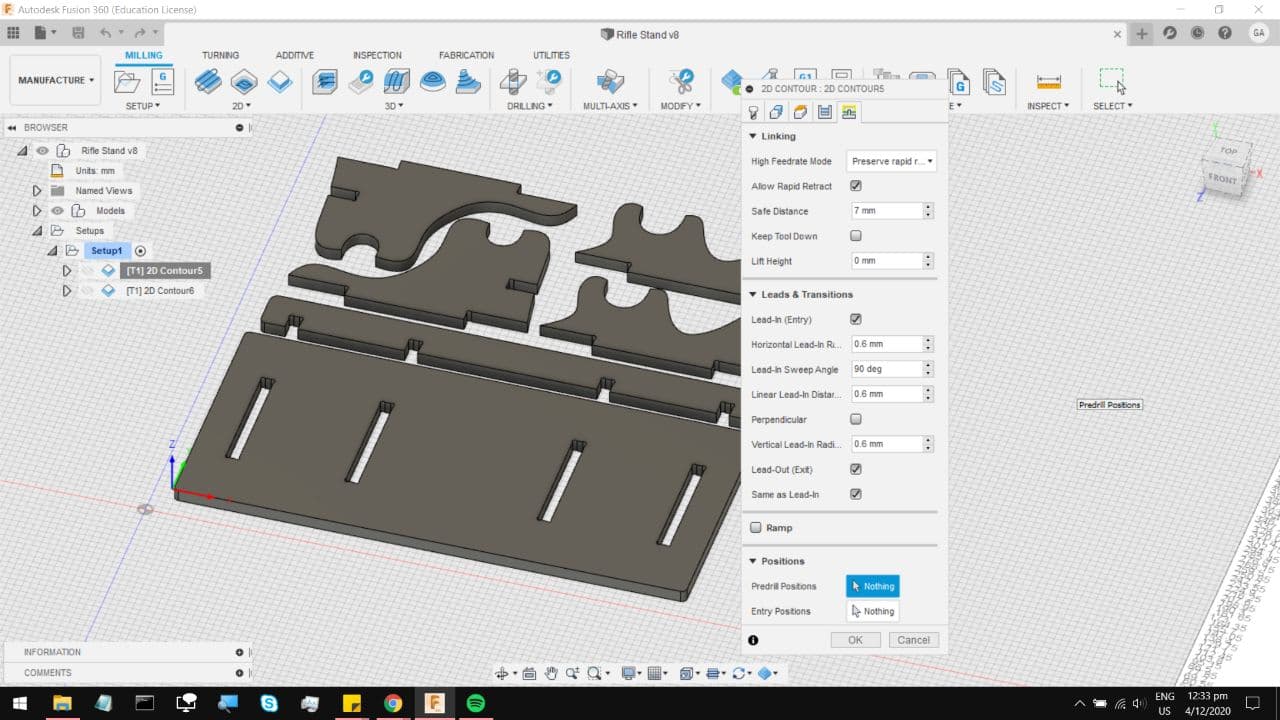 Autodesk Fusion 360 (Education License)
Rifle Stand v8
GA
MILLING TURNING ADDITIVE INSPECTION FABRICATION UTILITIES
MANUFACTURE
G
G1
G
SETUP 2D 3D DRILLING MULTI-AXIS MODIFY INSPECT SELECT
2D CONTOUR : 2D CONTOUR5
BROWSER
Rifle Stand v8
Units: mm
Named Views
Models
Setups
Setup1
[T1] 2D Contour5
[T1] 2D Contour6
Linking
High Feedrate Mode Preserve rapid r...
Allow Rapid Retract
Safe Distance 7 mm
Keep Tool Down
Lift Height 0 mm
Leads & Transitions
Lead-In (Entry)
Horizontal Lead-In R... 0.6 mm
Lead-In Sweep Angle 90 deg
Linear Lead-In Distar... 0.6 mm
Perpendicular
Vertical Lead-In Radi... 0.6 mm
Lead-Out (Exit)
Same as Lead-In
Ramp
Positions
Predrill Positions Nothing
Entry Positions Nothing
OK Cancel
Predrill Positions
TOP
FRONT
X
Y
Z
Z
INFORMATION
COMMENTS
ENG
US
12:33 pm
4/12/2020